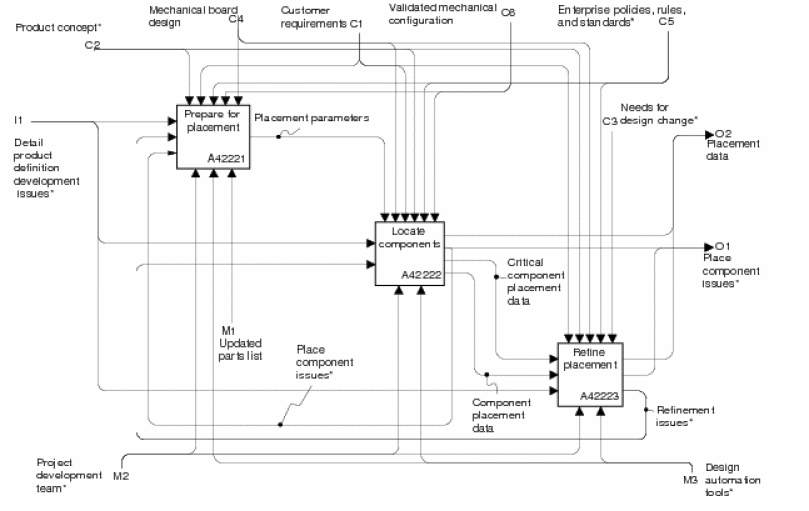 Mechanical board
design
C4
Customer
requirements C1
Validated mechanical
configuration
C6
Enterprise policies, rules,
and standards*
C5
Product concept*
C2
I1
Detail
product
definition
development
issues*
Prepare for
placement
A42221
Placement parameters
Needs for
C3 design change*
O2
Placement
data
Locate
components
A42222
O1
Place
component
issues*
Critical
component
placement
data
M1
Updated
parts list
Place
component
issues*
Refine
placement
A42223
Component
placement
data
Refinement
issues*
Project
development
team*
M2
M3
Design
automation
tools*